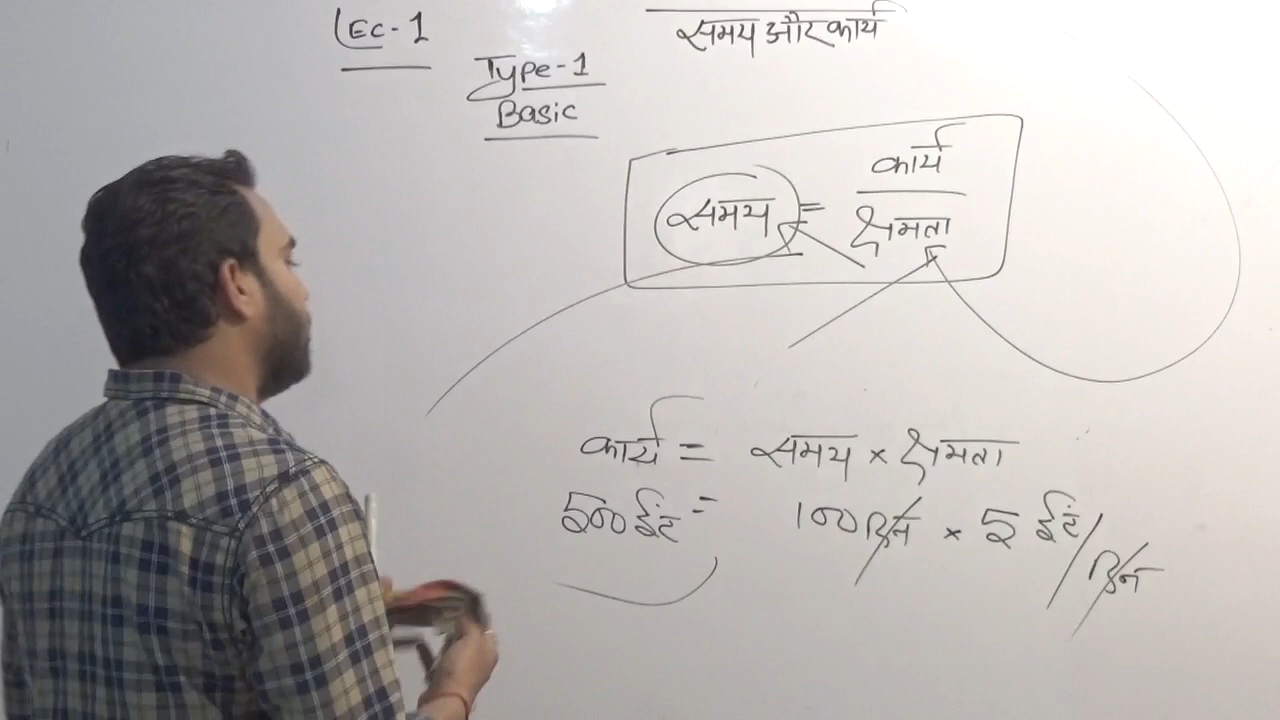 LEC-1
समय और कार्य
Type-1
Basic
समय = कार्य / क्षमता
कार्य = समय × क्षमता
500 ईंट = 100 दिन × 5 ईंट/दिन